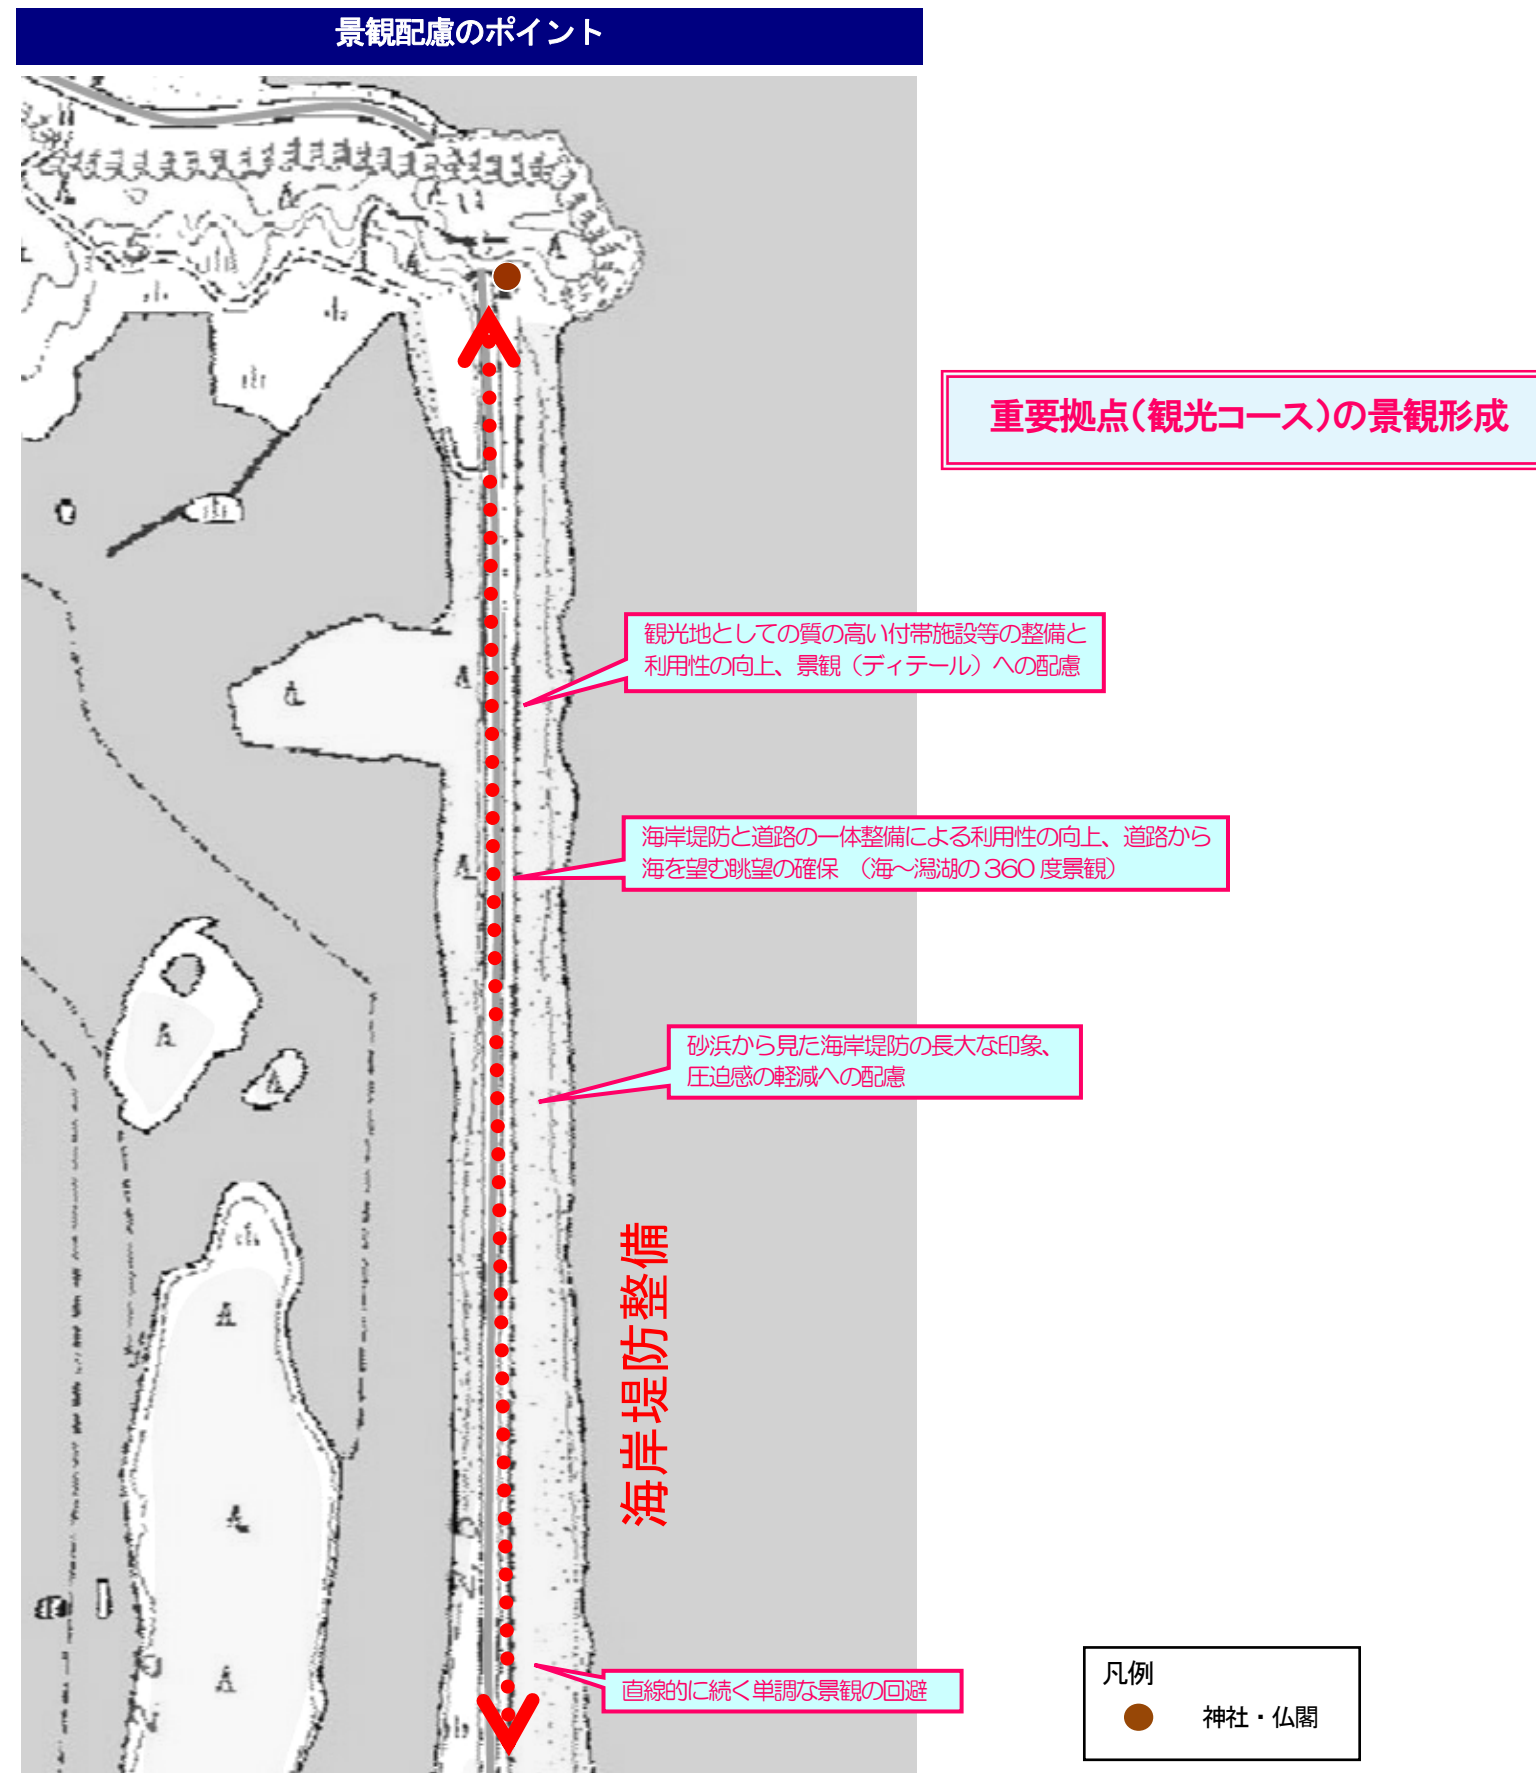 景観配慮のポイント
重要拠点（観光コース）の景観形成
観光地としての質の高い付帯施設等の整備と
利用性の向上、景観（ディテール）への配慮
海岸堤防と道路の一体整備による利用性の向上、道路から
海を望む眺望の確保　（海～潟湖の 360 度景観）
砂浜から見た海岸堤防の長大な印象、
圧迫感の軽減への配慮
海岸堤防整備
直線的に続く単調な景観の回避
凡例
神社・仏閣